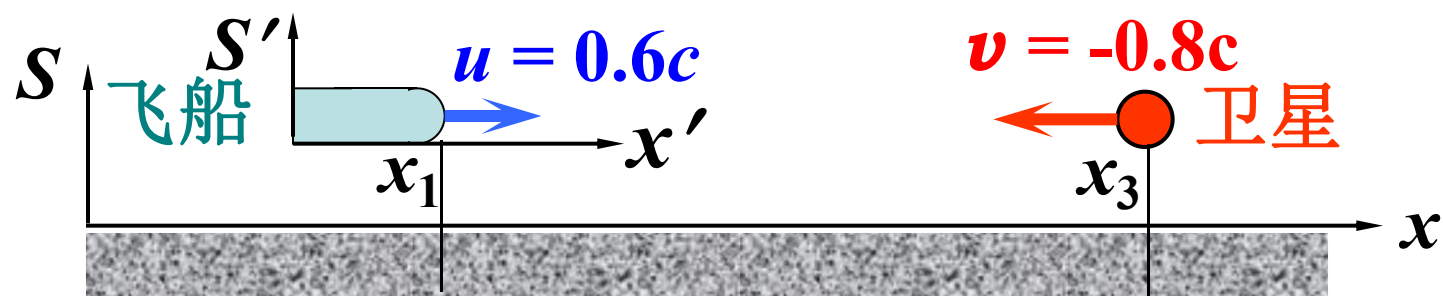 S
S′
飞船
u = 0.6c
x′
x₁
v = -0.8c
卫星
x₃
x